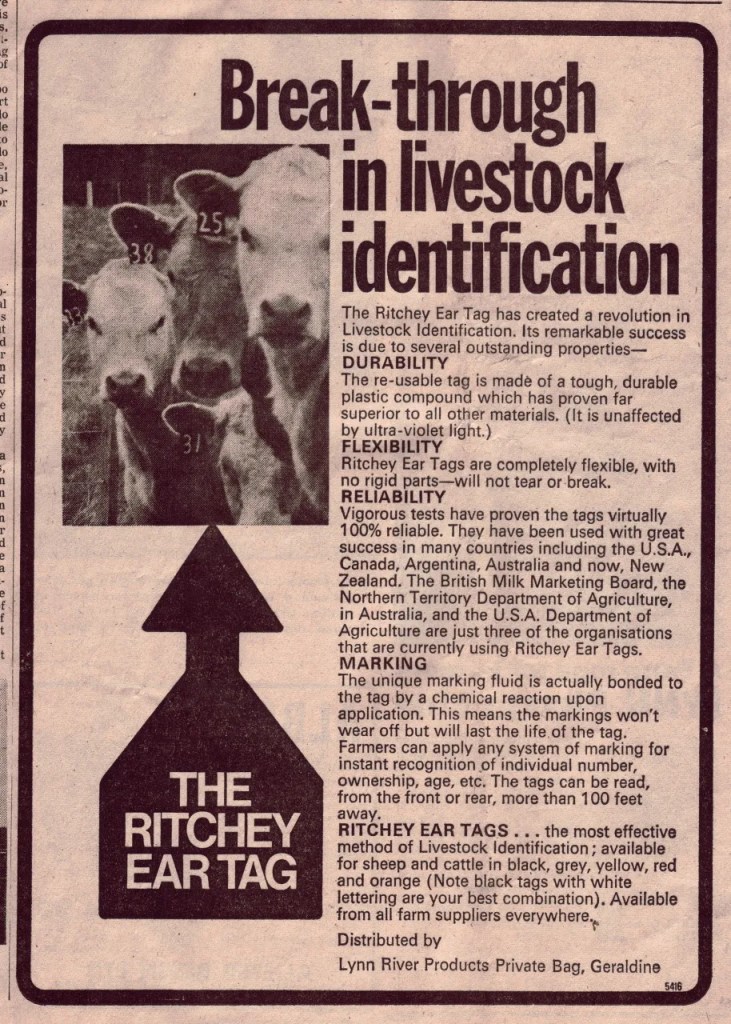 Break-through
in livestock
identification
25
38
33
31
The Ritchey Ear Tag has created a revolution in
Livestock Identification. Its remarkable success
is due to several outstanding properties—
DURABILITY
The re-usable tag is made of a tough, durable
plastic compound which has proven far
superior to all other materials. (It is unaffected
by ultra-violet light.)
FLEXIBILITY
Ritchey Ear Tags are completely flexible, with
no rigid parts—will not tear or break.
RELIABILITY
Vigorous tests have proven the tags virtually
100% reliable. They have been used with great
success in many countries including the U.S.A.,
Canada, Argentina, Australia and now, New
Zealand. The British Milk Marketing Board, the
Northern Territory Department of Agriculture,
in Australia, and the U.S.A. Department of
Agriculture are just three of the organisations
that are currently using Ritchey Ear Tags.
MARKING
The unique marking fluid is actually bonded to
the tag by a chemical reaction upon
application. This means the markings won't
wear off but will last the life of the tag.
Farmers can apply any system of marking for
instant recognition of individual number,
ownership, age, etc. The tags can be read,
from the front or rear, more than 100 feet
away.
RITCHEY EAR TAGS . . . the most effective
method of Livestock Identification; available
for sheep and cattle in black, grey, yellow, red
and orange (Note black tags with white
lettering are your best combination). Available
from all farm suppliers everywhere.
Distributed by
Lynn River Products Private Bag, Geraldine
5416
THE
RITCHEY
EAR TAG